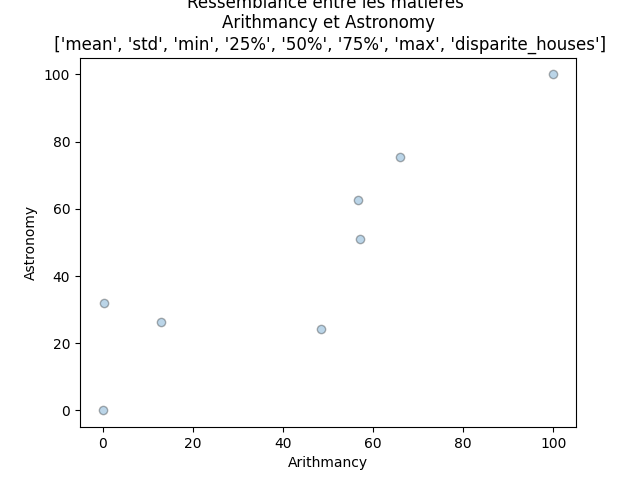 Ressemblance entre les matières
Arithmancy et Astronomy
['mean', 'std', 'min', '25%', '50%', '75%', 'max', 'disparite_houses']
100
80
60
40
20
0
Astronomy
0 20 40 60 80 100
Arithmancy